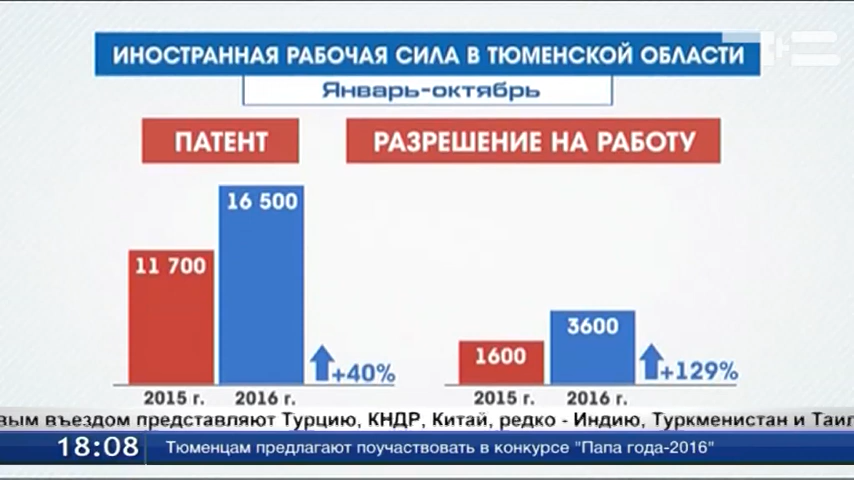 ИНОСТРАННАЯ РАБОЧАЯ СИЛА В ТЮМЕНСКОЙ ОБЛАСТИ
Январь-октябрь
ПАТЕНТ
РАЗРЕШЕНИЕ НА РАБОТУ
16 500
11 700
+40%
2015 г. 2016 г.
3600
1600
+129%
2015 г. 2016 г.
вым въездом представляют Турцию, КНДР, Китай, редко - Индию, Туркменистан и Таил
18:08 Тюменцам предлагают поучаствовать в конкурсе "Папа года-2016"